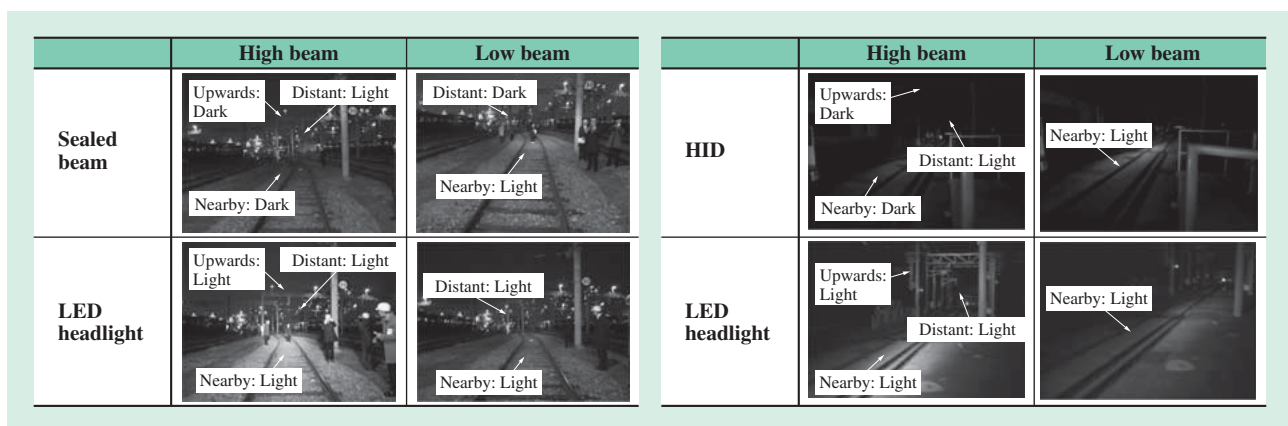 High beam
Low beam
Sealed
beam
Upwards:
Dark
Distant: Light
Nearby: Dark
Distant: Dark
Nearby: Light
LED
headlight
Upwards:
Light
Distant: Light
Nearby: Light
Distant: Light
Nearby: Light
High beam
Low beam
HID
Upwards:
Dark
Distant: Light
Nearby: Dark
Nearby: Light
LED
headlight
Upwards:
Light
Distant: Light
Nearby: Light
Nearby: Light